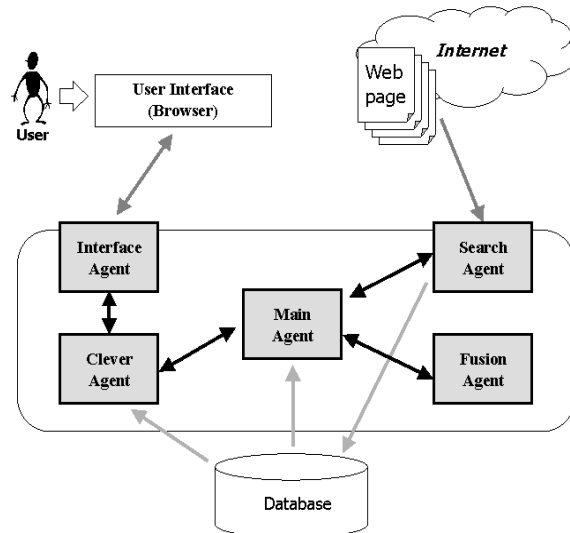 Internet
Web
page
User Interface
(Browser)
User
Interface
Agent
Search
Agent
Main
Agent
Clever
Agent
Fusion
Agent
Database